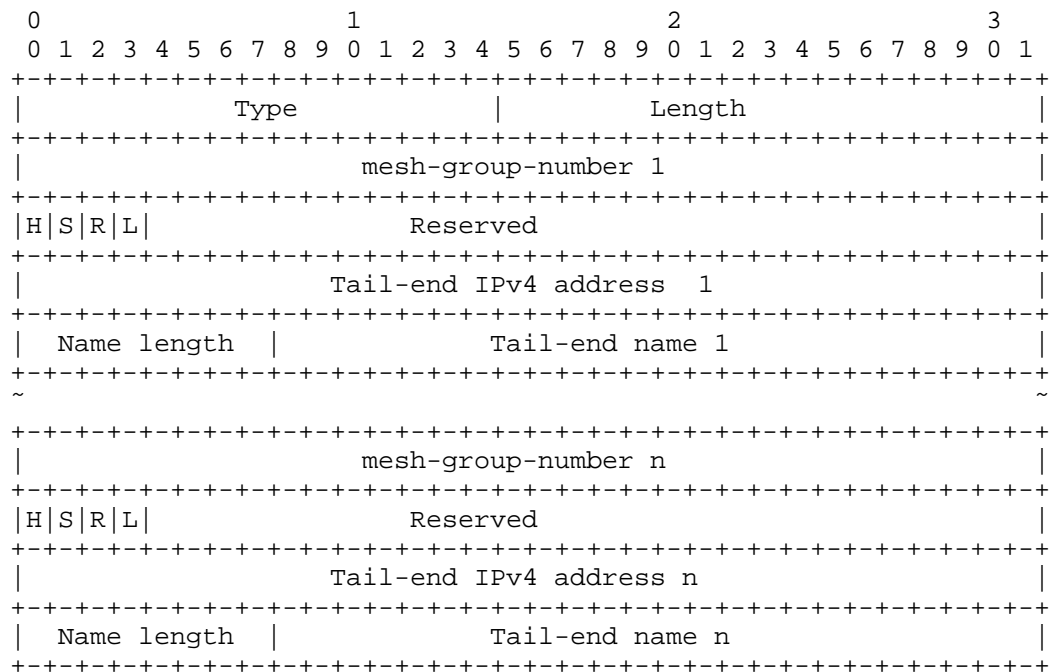 0                   1                   2                   3
 0 1 2 3 4 5 6 7 8 9 0 1 2 3 4 5 6 7 8 9 0 1 2 3 4 5 6 7 8 9 0 1
+-+-+-+-+-+-+-+-+-+-+-+-+-+-+-+-+-+-+-+-+-+-+-+-+-+-+-+-+-+-+-+-+
|             Type            |         Length                  |
+-+-+-+-+-+-+-+-+-+-+-+-+-+-+-+-+-+-+-+-+-+-+-+-+-+-+-+-+-+-+-+-+
|                     mesh-group-number 1                       |
+-+-+-+-+-+-+-+-+-+-+-+-+-+-+-+-+-+-+-+-+-+-+-+-+-+-+-+-+-+-+-+-+
|H|S|R|L|                Reserved                               |
+-+-+-+-+-+-+-+-+-+-+-+-+-+-+-+-+-+-+-+-+-+-+-+-+-+-+-+-+-+-+-+-+
|                   Tail-end IPv4 address  1                    |
+-+-+-+-+-+-+-+-+-+-+-+-+-+-+-+-+-+-+-+-+-+-+-+-+-+-+-+-+-+-+-+-+
|  Name length  |             Tail-end name 1                   |
+-+-+-+-+-+-+-+-+-+-+-+-+-+-+-+-+-+-+-+-+-+-+-+-+-+-+-+-+-+-+-+-+
~                                                               ~
+-+-+-+-+-+-+-+-+-+-+-+-+-+-+-+-+-+-+-+-+-+-+-+-+-+-+-+-+-+-+-+-+
|                     mesh-group-number n                       |
+-+-+-+-+-+-+-+-+-+-+-+-+-+-+-+-+-+-+-+-+-+-+-+-+-+-+-+-+-+-+-+-+
|H|S|R|L|                Reserved                               |
+-+-+-+-+-+-+-+-+-+-+-+-+-+-+-+-+-+-+-+-+-+-+-+-+-+-+-+-+-+-+-+-+
|                   Tail-end IPv4 address n                     |
+-+-+-+-+-+-+-+-+-+-+-+-+-+-+-+-+-+-+-+-+-+-+-+-+-+-+-+-+-+-+-+-+
|  Name length  |             Tail-end name n                   |
+-+-+-+-+-+-+-+-+-+-+-+-+-+-+-+-+-+-+-+-+-+-+-+-+-+-+-+-+-+-+-+-+